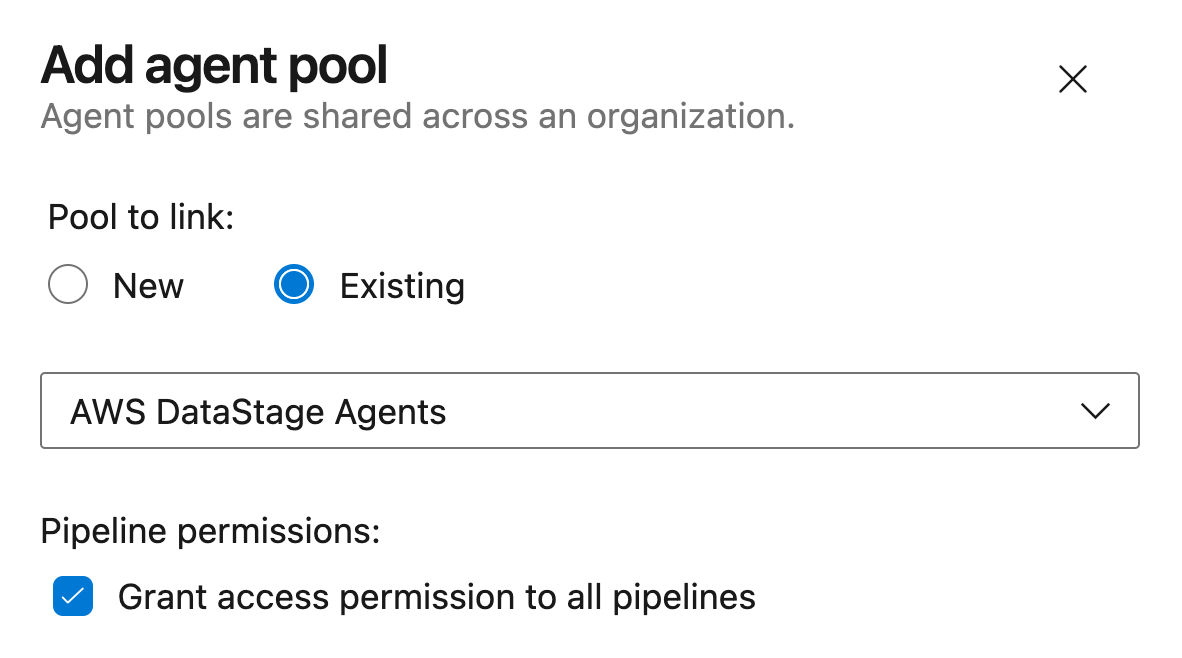 Add agent pool
Agent pools are shared across an organization.
Pool to link:
New Existing
AWS DataStage Agents
Pipeline permissions:
Grant access permission to all pipelines